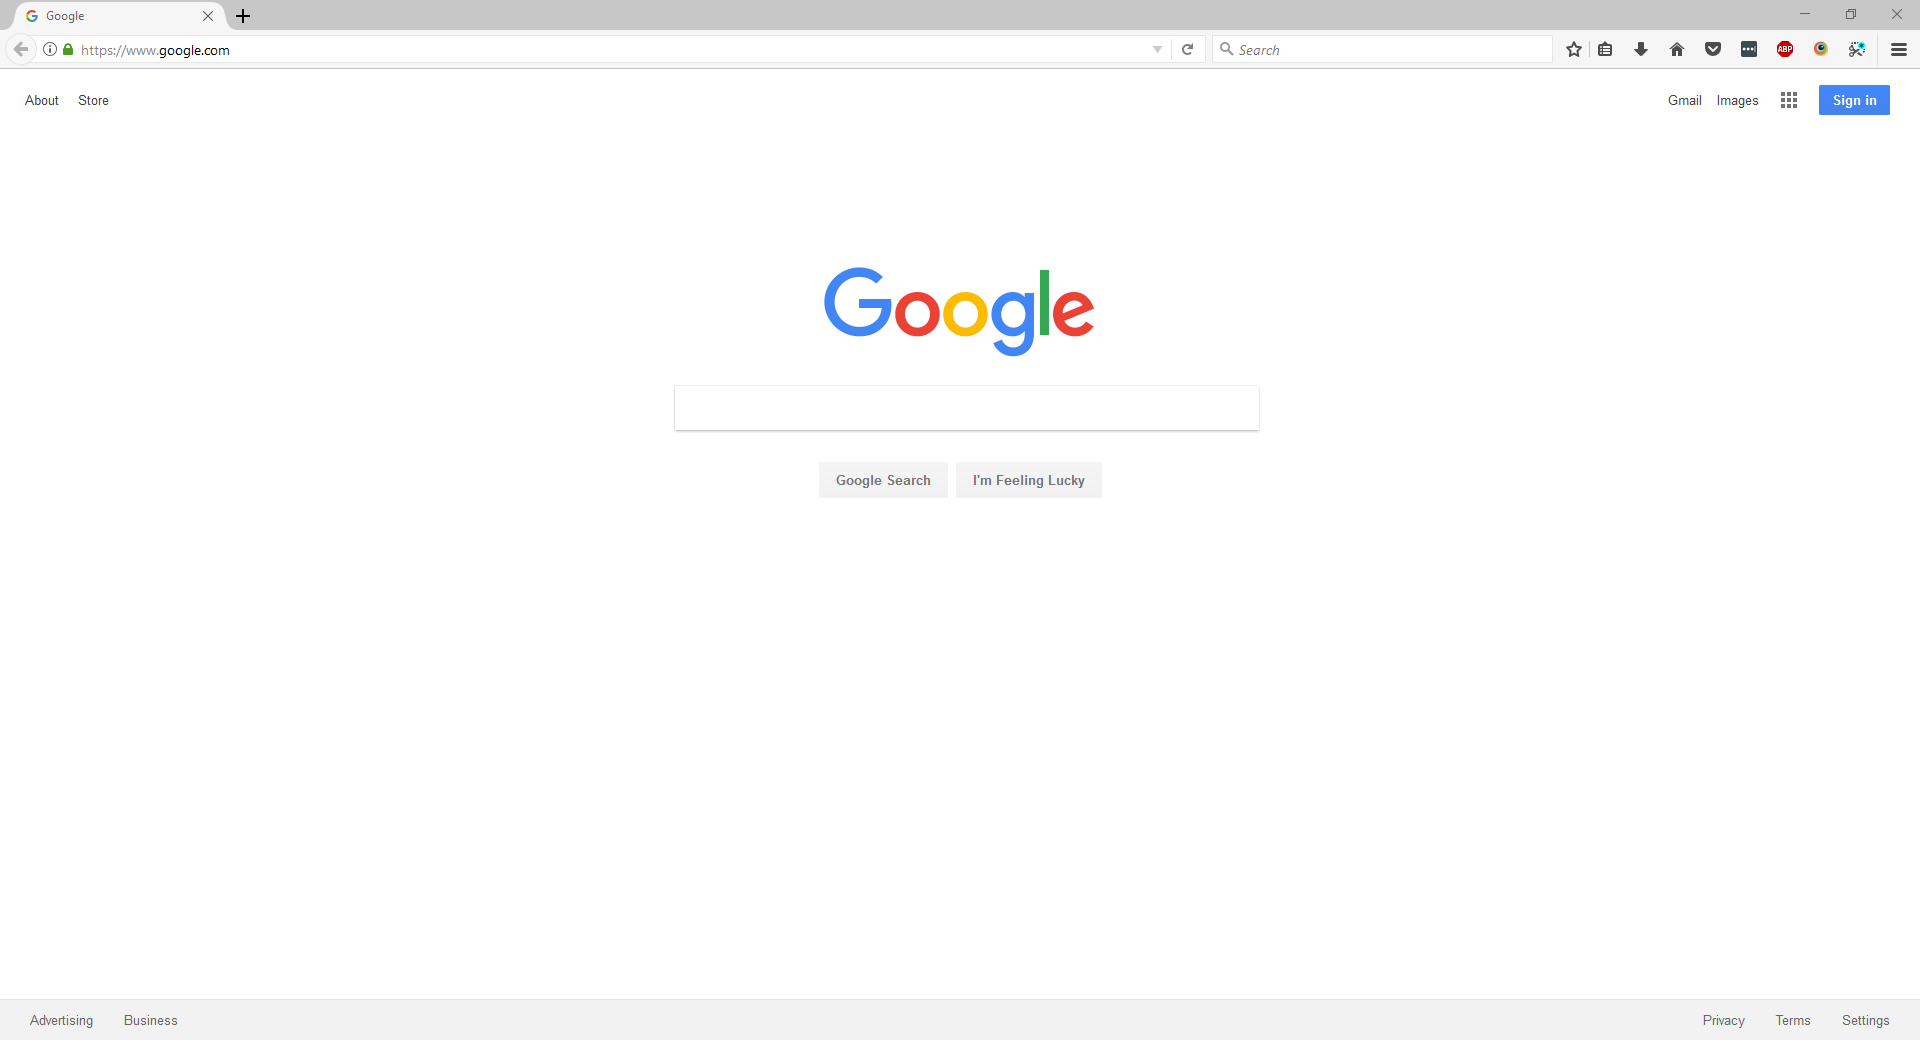 Google
https://www.google.com
Search
ABP
About Store
Gmail Images Sign in
Google
Google Search I'm Feeling Lucky
Advertising Business
Privacy Terms Settings